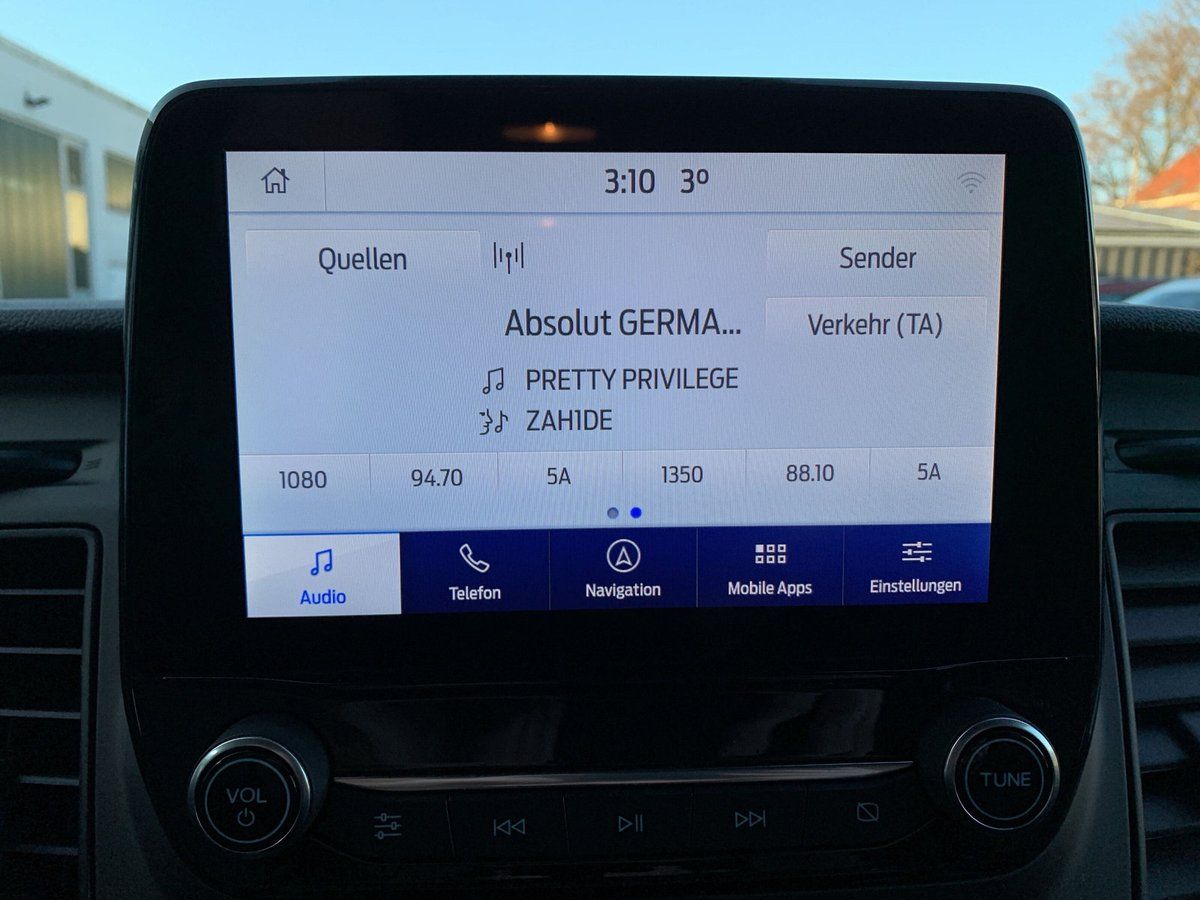 3:10 3º
Quellen
Sender
Absolut GERMA...
Verkehr (TA)
PRETTY PRIVILEGE
ZAH1DE
1080 94.70 5A 1350 88.10 5A
Audio Telefon Navigation Mobile Apps Einstellungen
VOL
TUNE